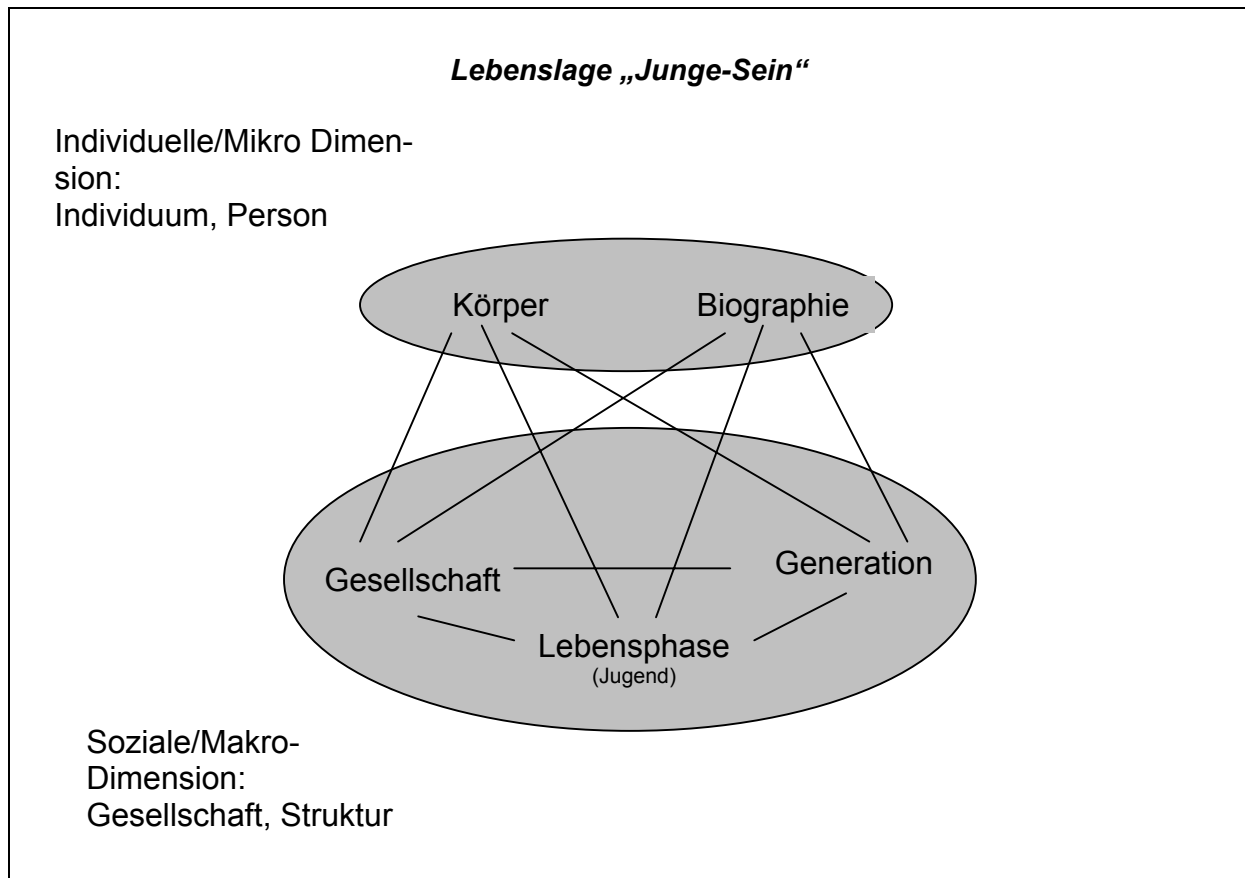 Lebenslage „Junge-Sein“
Individuelle/Mikro Dimen-
sion:
Individuum, Person
Körper Biographie
Gesellschaft Generation
Lebensphase
(Jugend)
Soziale/Makro-
Dimension:
Gesellschaft, Struktur